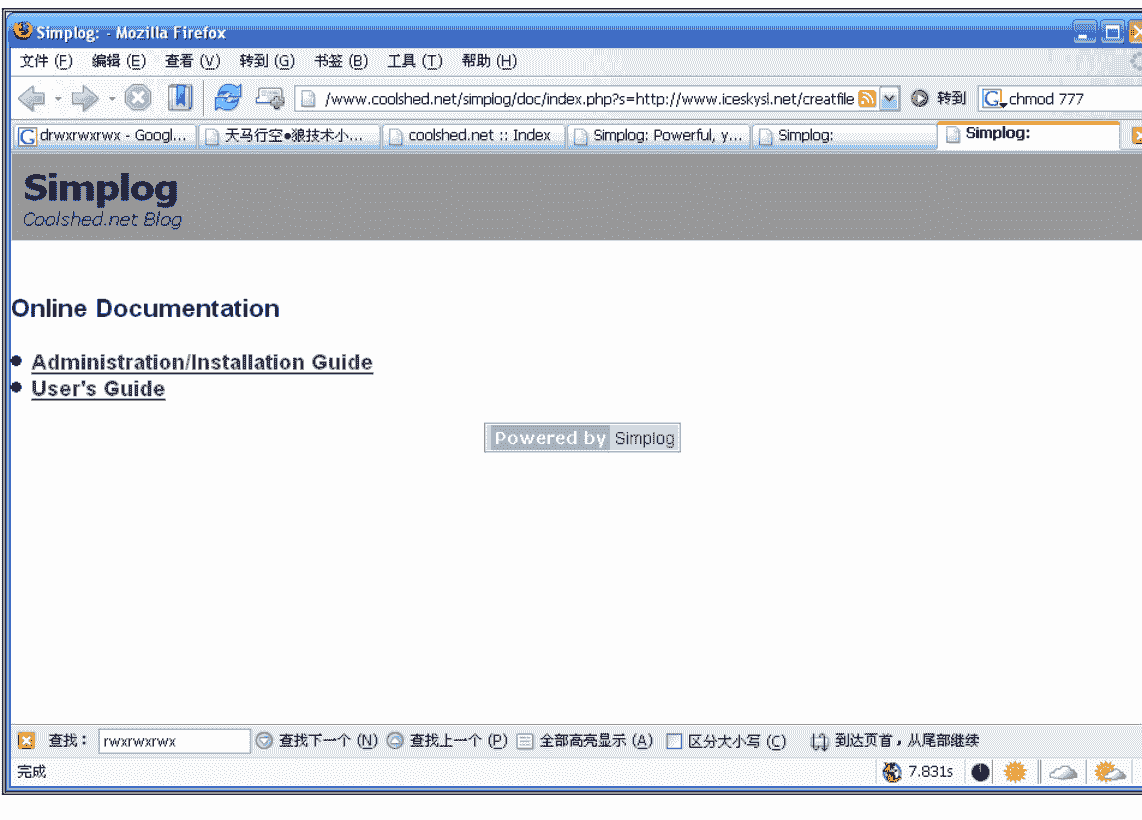 Simplog: - Mozilla Firefox
文件 (F) 编辑 (E) 查看 (V) 转到 (G) 书签 (B) 工具 (T) 帮助 (H)
/www.coolshed.net/simplog/doc/index.php?s=http://www.iceskysl.net/creatfile 转到 G chmod 777
G drwxrwxrwx - Googl... 天马行空●狼技术小... coolshed.net :: Index Simplog: Powerful, y... Simplog: Simplog:
Simplog
Coolshed.net Blog
Online Documentation
• Administration/Installation Guide
• User's Guide
Powered by Simplog
查找： rwxrwxrwx 查找下一个 (N) 查找上一个 (P) 全部高亮显示 (A) 区分大小写 (C) 到达页首，从尾部继续
完成 7.831s